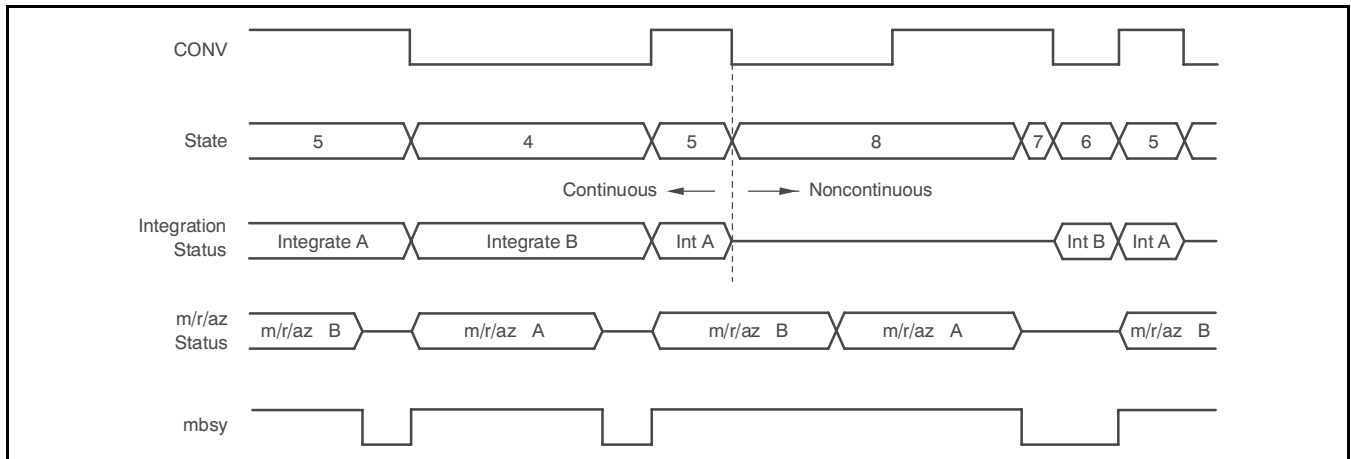 CONV
State 5 4 5 8 7 6 5
Continuous Noncontinuous
Integration
Status
Integrate A Integrate B Int A Int B Int A
m/r/az
Status
m/r/az B m/r/az A m/r/az B m/r/az A m/r/az B
mbsy